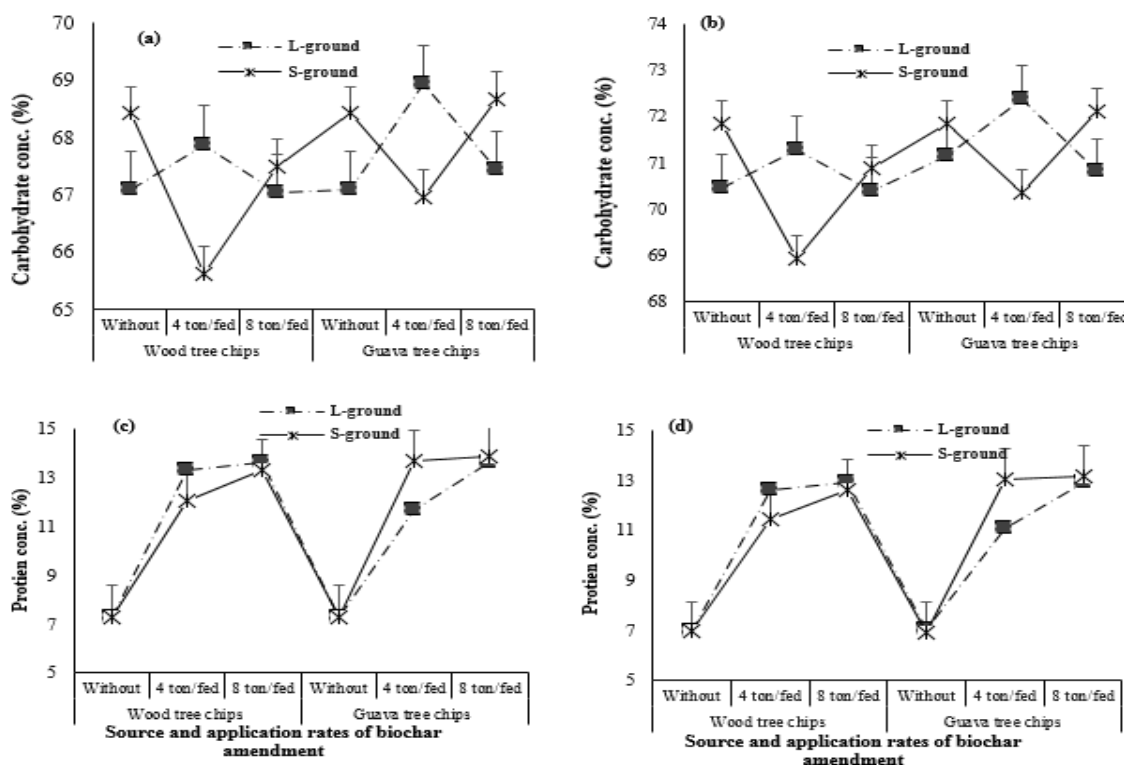 (a)
L-ground
S-ground
Carbohydrate conc. (%)
70
69
68
67
66
65
Without 4 ton/fed 8 ton/fed Without 4 ton/fed 8 ton/fed
Wood tree chips Guava tree chips
(b)
L-ground
S-ground
Carbohydrate conc. (%)
74
73
72
71
70
69
68
Without 4 ton/fed 8 ton/fed Without 4 ton/fed 8 ton/fed
Wood tree chips Guava tree chips
(c)
L-ground
S-ground
Protien conc. (%)
15
13
11
9
7
5
Without 4 ton/fed 8 ton/fed Without 4 ton/fed 8 ton/fed
Wood tree chips Guava tree chips
Source and application rates of biochar
amendment
(d)
L-ground
S-ground
Protien conc. (%)
15
13
11
9
7
5
Without 4 ton/fed 8 ton/fed Without 4 ton/fed 8 ton/fed
Wood tree chips Guava tree chips
Source and application rates of biochar
amendment